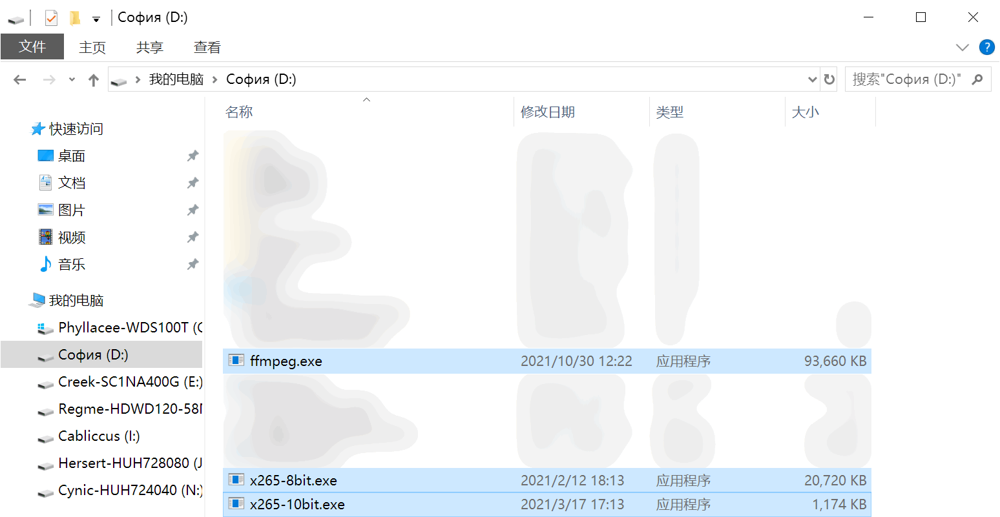 София (D:)
文件 主页 共享 查看
我的电脑 София (D:) 搜索"София (D:)"
名称 修改日期 类型 大小
快速访问
桌面
文档
图片
视频
音乐
我的电脑
Phyllacee-WDS100T (C
София (D:)
Creek-SC1NA400G (E:)
Regme-HDWD120-58
Cabliccus (I:)
Hersert-HUH728080 (J
Cynic-HUH724040 (N:)
ffmpeg.exe 2021/10/30 12:22 应用程序 93,660 KB
x265-8bit.exe 2021/2/12 18:13 应用程序 20,720 KB
x265-10bit.exe 2021/3/17 17:13 应用程序 1,174 KB